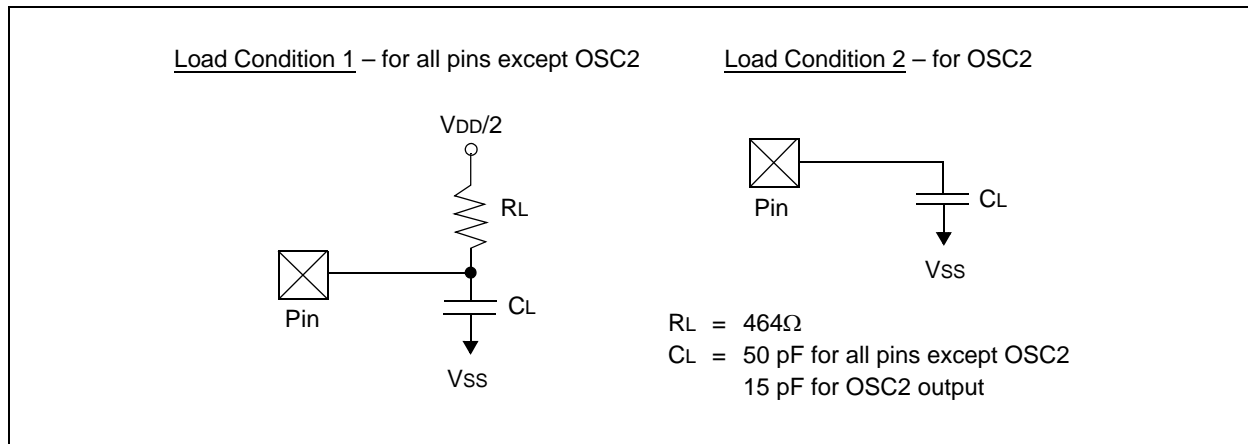 Load Condition 1 – for all pins except OSC2
Load Condition 2 – for OSC2
VDD/2
RL
Pin
CL
VSS
Pin
CL
VSS
RL = 464Ω
CL = 50 pF for all pins except OSC2
15 pF for OSC2 output